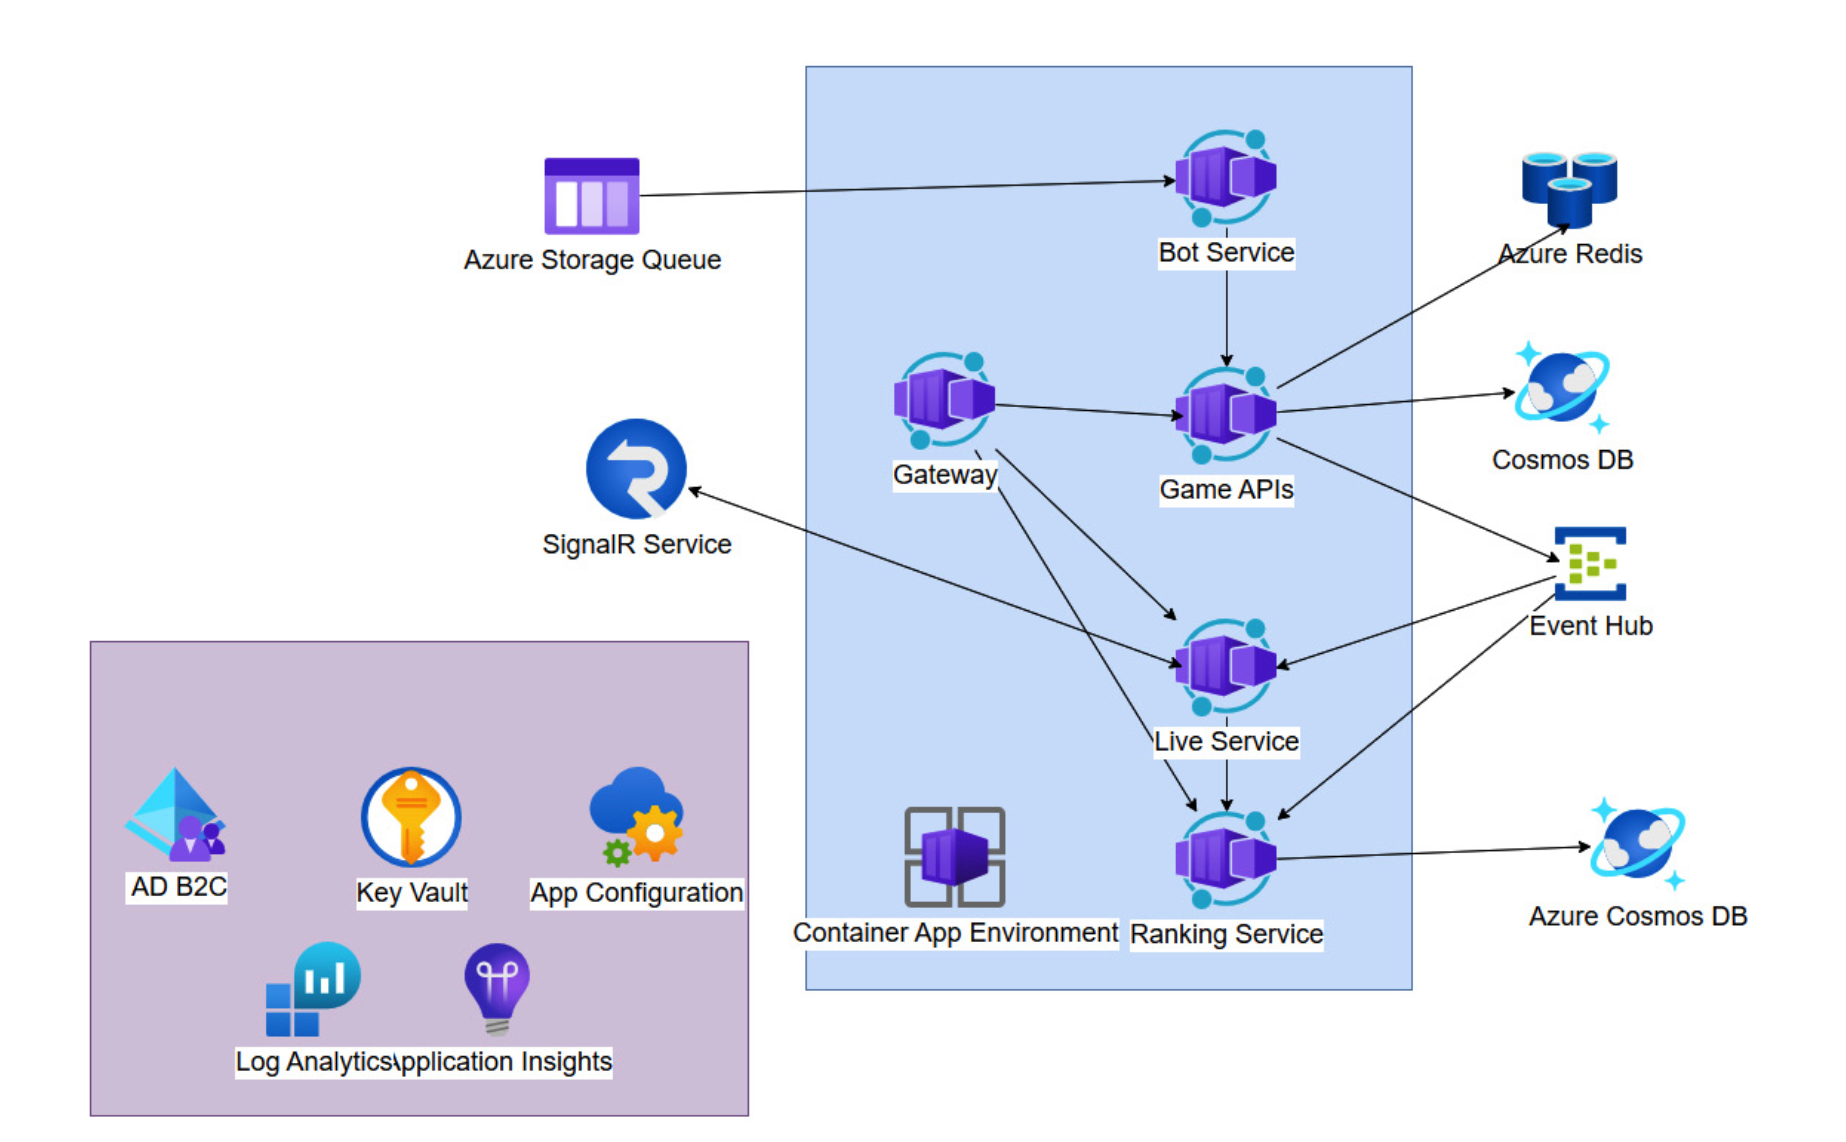 Bot Service
Azure Redis
Azure Storage Queue
Cosmos DB
Gateway
Game APIs
SignalR Service
Event Hub
Live Service
AD B2C
Key Vault
App Configuration
Container App Environment
Ranking Service
Azure Cosmos DB
Log Analytics
pplication Insights